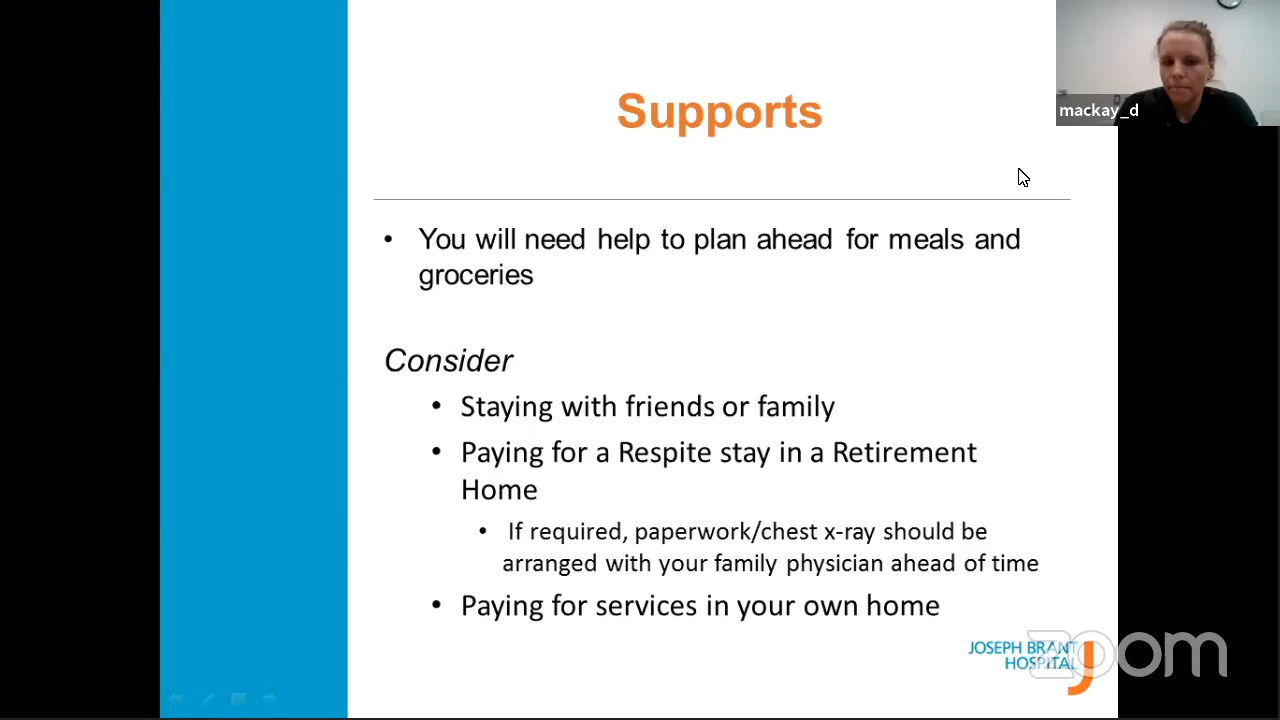 Supports
mackay_d
• You will need help to plan ahead for meals and
groceries
Consider
• Staying with friends or family
• Paying for a Respite stay in a Retirement
Home
• If required, paperwork/chest x-ray should be
arranged with your family physician ahead of time
• Paying for services in your own home
JOSEPH BRANT
HOSPITAL
zoom